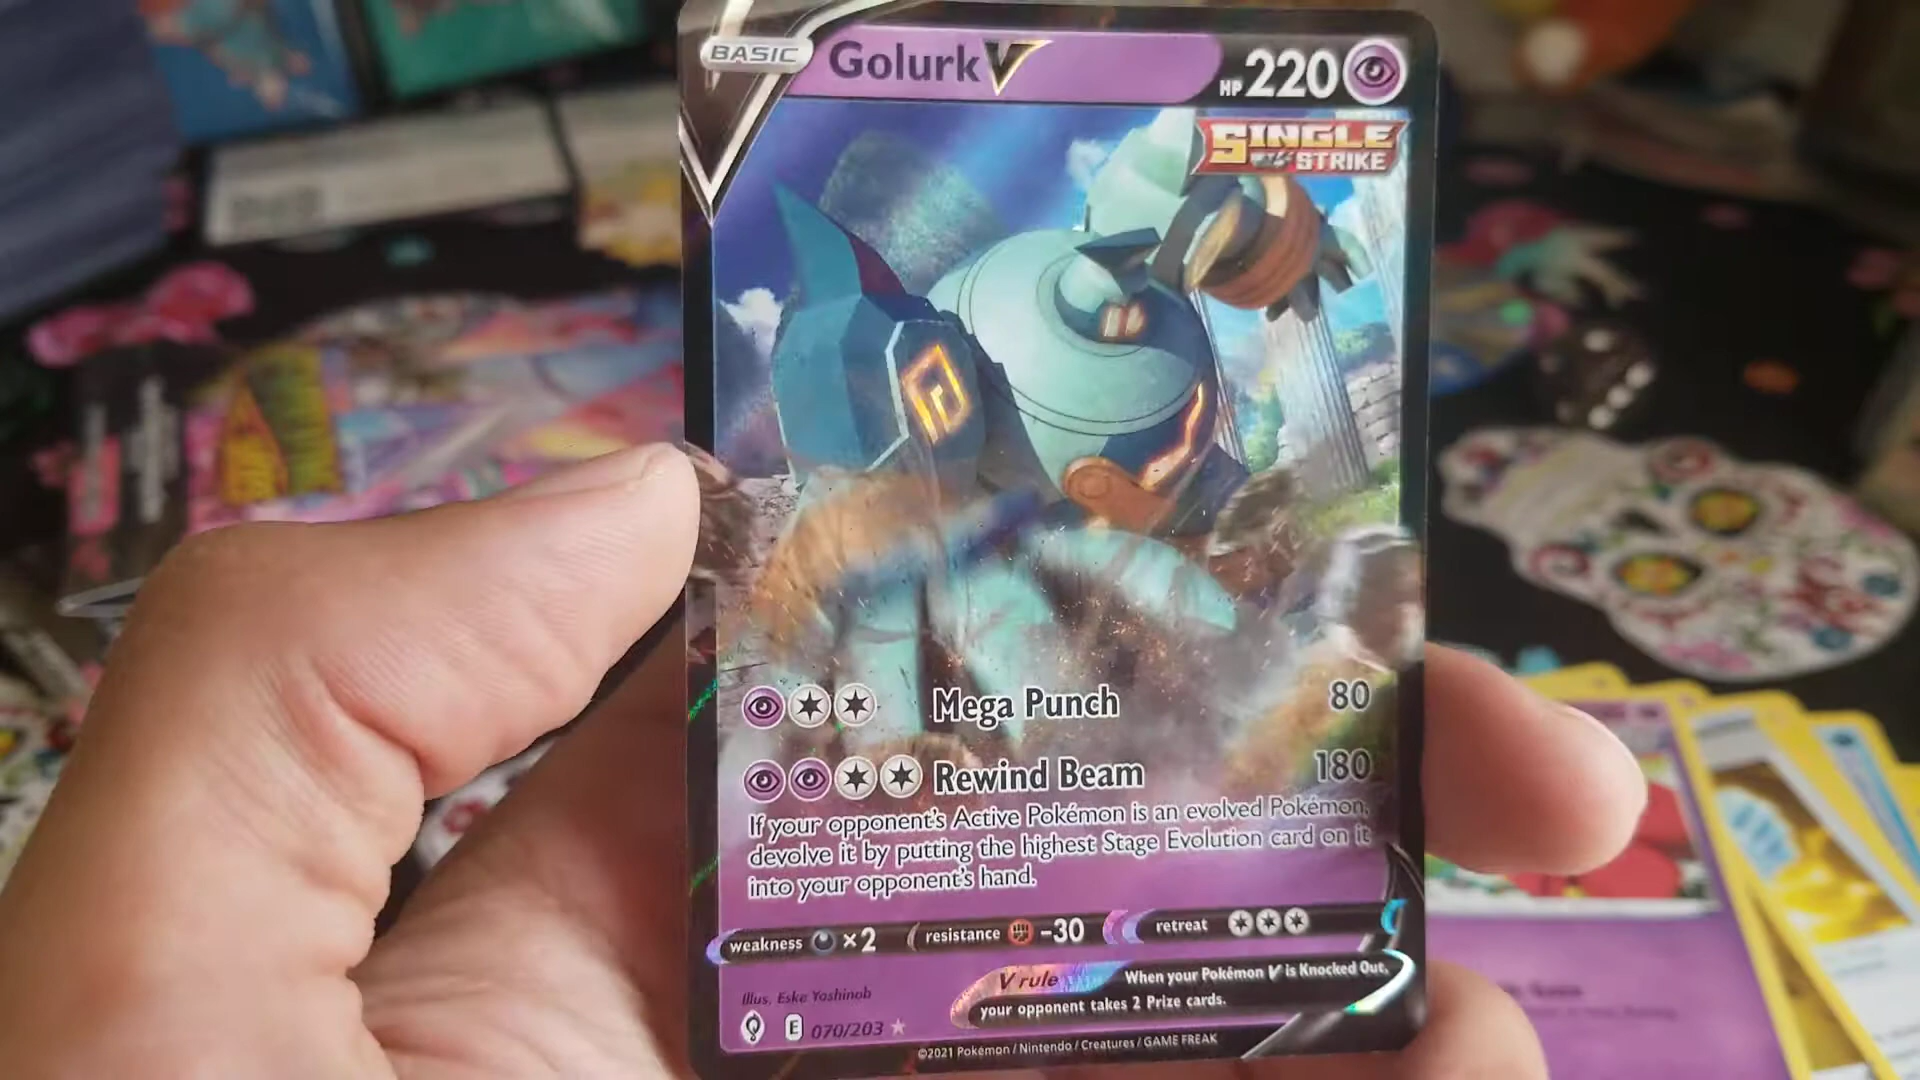 BASIC
Golurk V
HP 220
SINGLE
STRIKE
Mega Punch 80
Rewind Beam 180
If your opponent's Active Pokémon is an evolved Pokémon,
devolve it by putting the highest Stage Evolution card on it
into your opponent's hand.
weakness ×2 resistance -30 retreat
V rule When your Pokémon V is Knocked Out,
your opponent takes 2 Prize cards.
Illus. Eske Yoshinob
E 070/203 ★
©2021 Pokémon / Nintendo / Creatures / GAME FREAK